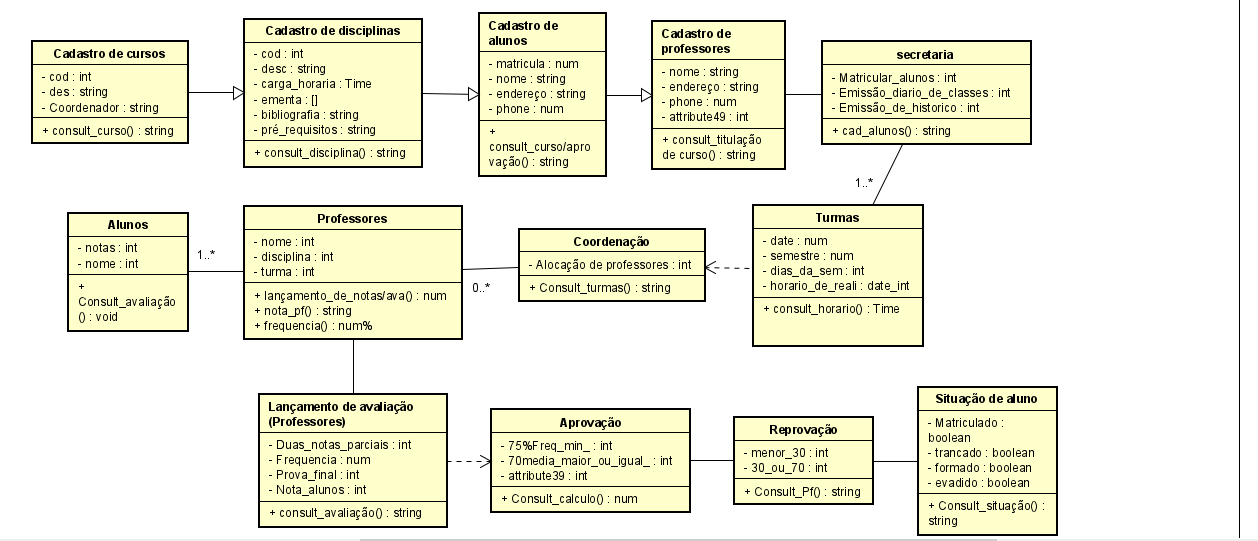 Cadastro de cursos
- cod : int
- des : string
- Coordenador : string
+ consult_curso() : string
Cadastro de disciplinas
- cod : int
- desc : string
- carga_horaria : Time
- ementa : []
- bibliografia : string
- pré_requisitos : string
+ consult_disciplina() : string
Cadastro de
alunos
- matricula : num
- nome : string
- endereço : string
- phone : num
+
consult_curso/apro
vação() : string
Cadastro de
professores
- nome : string
- endereço : string
- phone : num
- attribute49 : int
+ consult_titulação
de curso() : string
secretaria
- Matricular_alunos : int
- Emissão_diario_de_classes : int
- Emissão_de_historico : int
+ cad_alunos() : string
1..*
Alunos
- notas : int
- nome : int
+
Consult_avaliação
() : void
1..*
Professores
- nome : int
- disciplina : int
- turma : int
+ lançamento_de_notas/ava() : num
+ nota_pf() : string
+ frequencia() : num%
0..*
Coordenação
- Alocação de professores : int
+ Consult_turmas() : string
Turmas
- date : num
- semestre : num
- dias_da_sem : int
- horario_de_reali : date_int
+ consult_horario() : Time
Lançamento de avaliação
(Professores)
- Duas_notas_parciais : int
- Frequencia : num
- Prova_final : int
- Nota_alunos : int
+ consult_avaliação() : string
Aprovação
- 75%Freq_min_ : int
- 70media_maior_ou_igual_ : int
- attribute39 : int
+ Consult_calculo() : num
Reprovação
- menor_30 : int
- 30_ou_70 : int
+ Consult_Pf() : string
Situação de aluno
- Matriculado :
boolean
- trancado : boolean
- formado : boolean
- evadido : boolean
+ Consult_situação() :
string